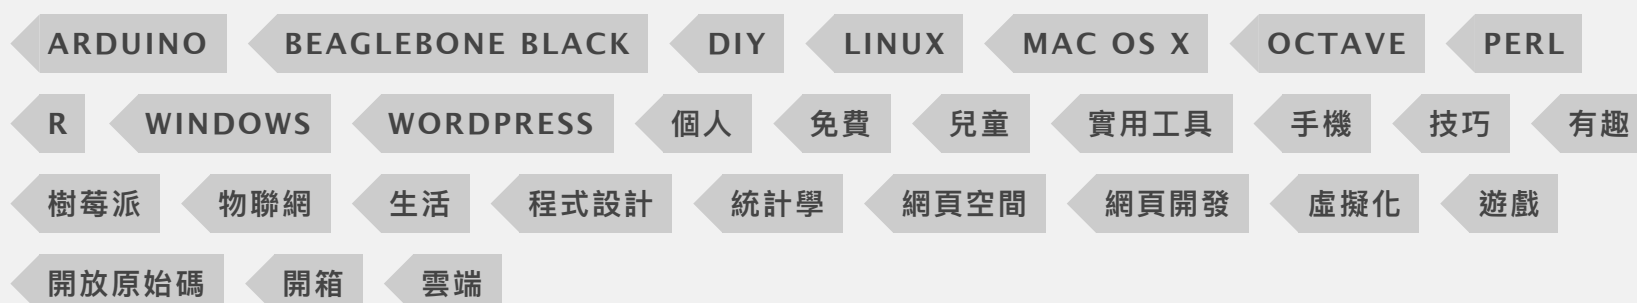 ARDUINO BEAGLEBONE BLACK DIY LINUX MAC OS X OCTAVE PERL
R WINDOWS WORDPRESS 個人 免費 兒童 實用工具 手機 技巧 有趣
樹莓派 物聯網 生活 程式設計 統計學 網頁空間 網頁開發 虛擬化 遊戲
開放原始碼 開箱 雲端